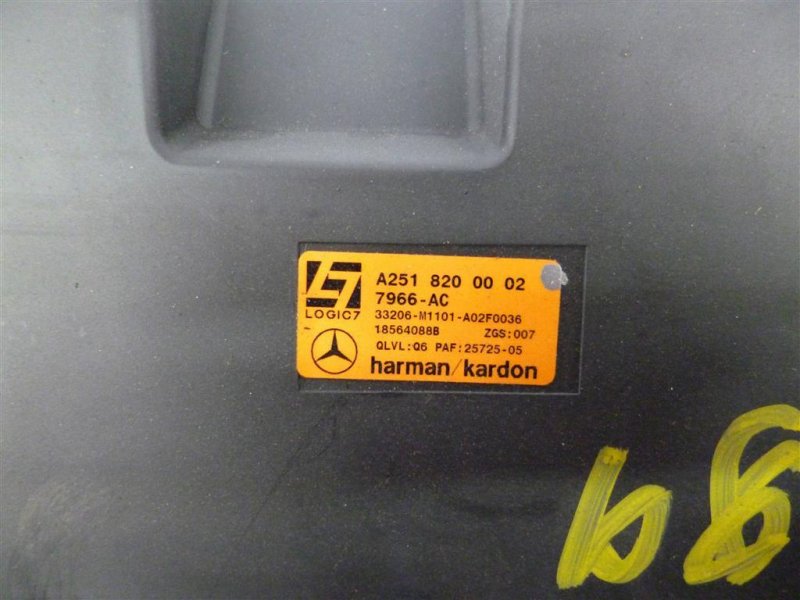 LOGIC7
A251 820 00 02
7966-AC
33206-M1101-A02F0036
18564088B ZGS:007
QLVL:Q6 PAF:25725-05
harman/kardon